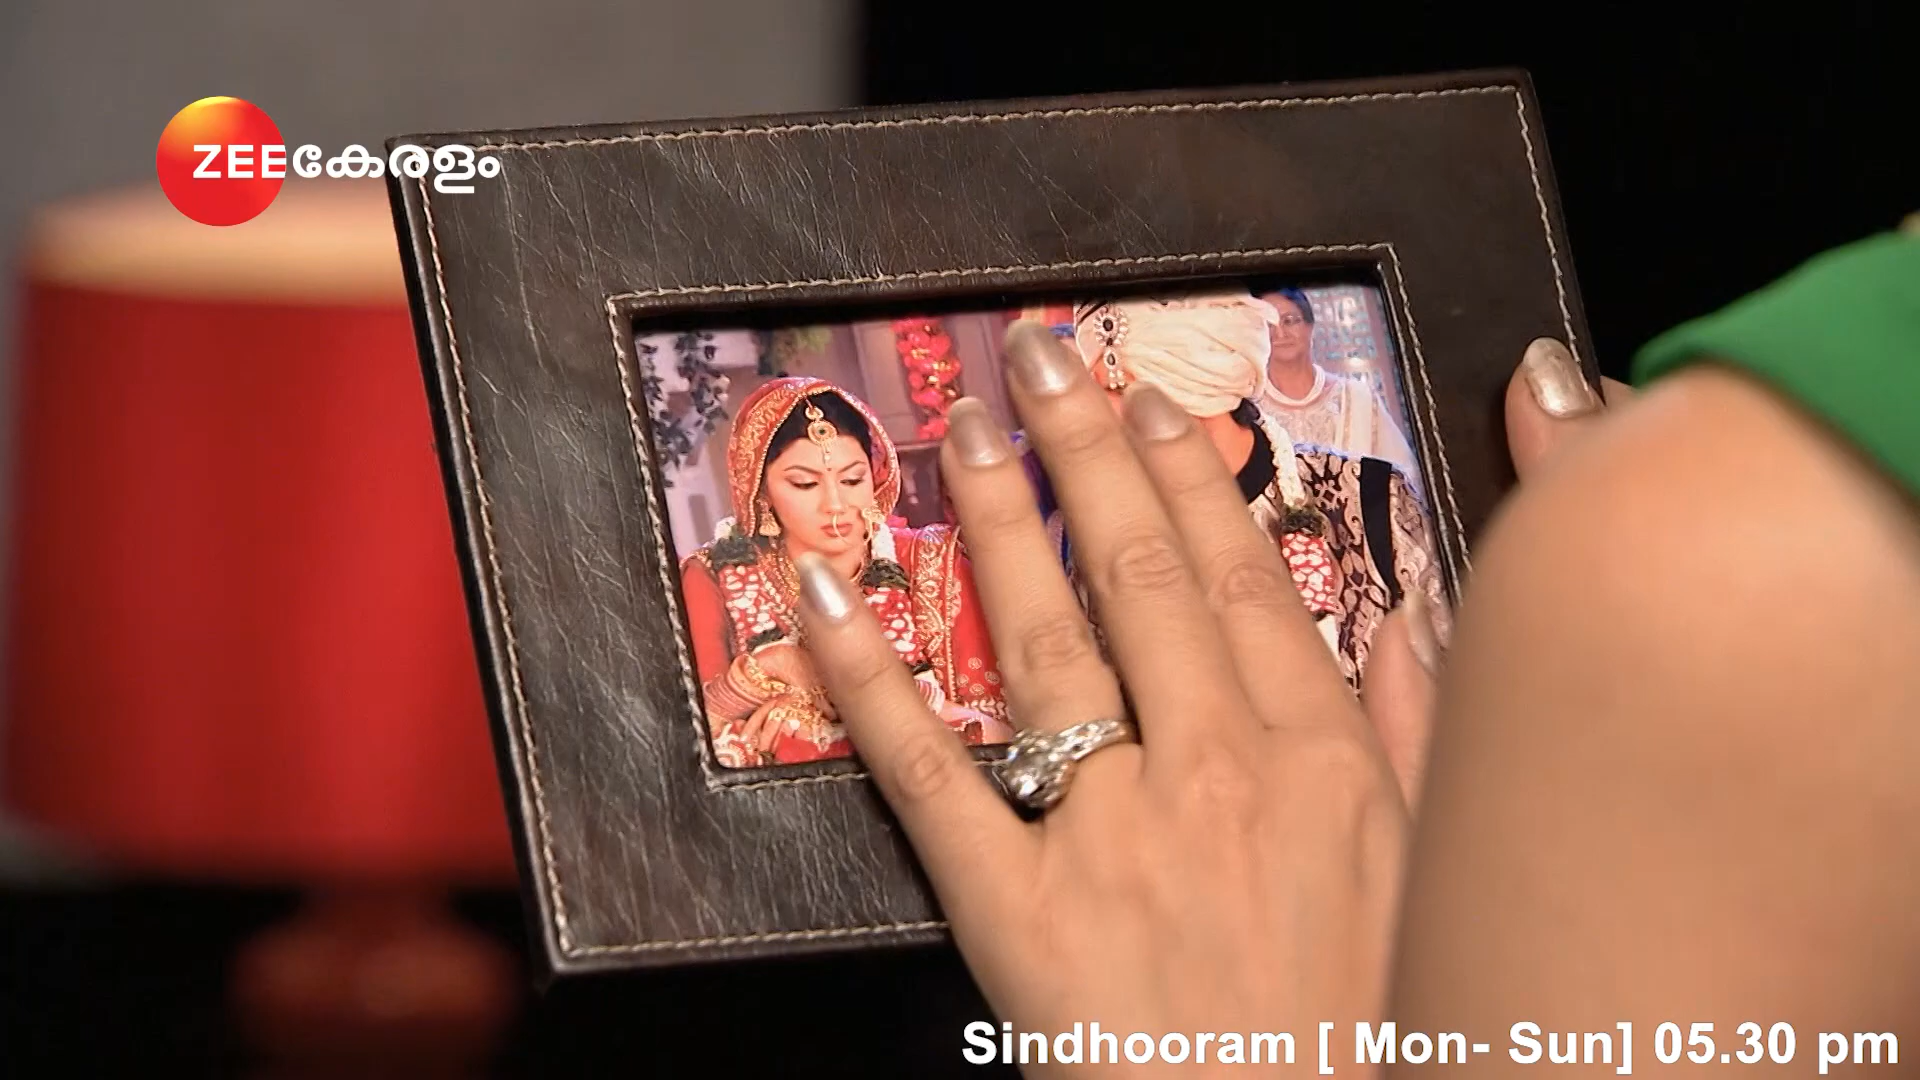 ZEEകേരളം
Sindhooram [ Mon- Sun] 05.30 pm